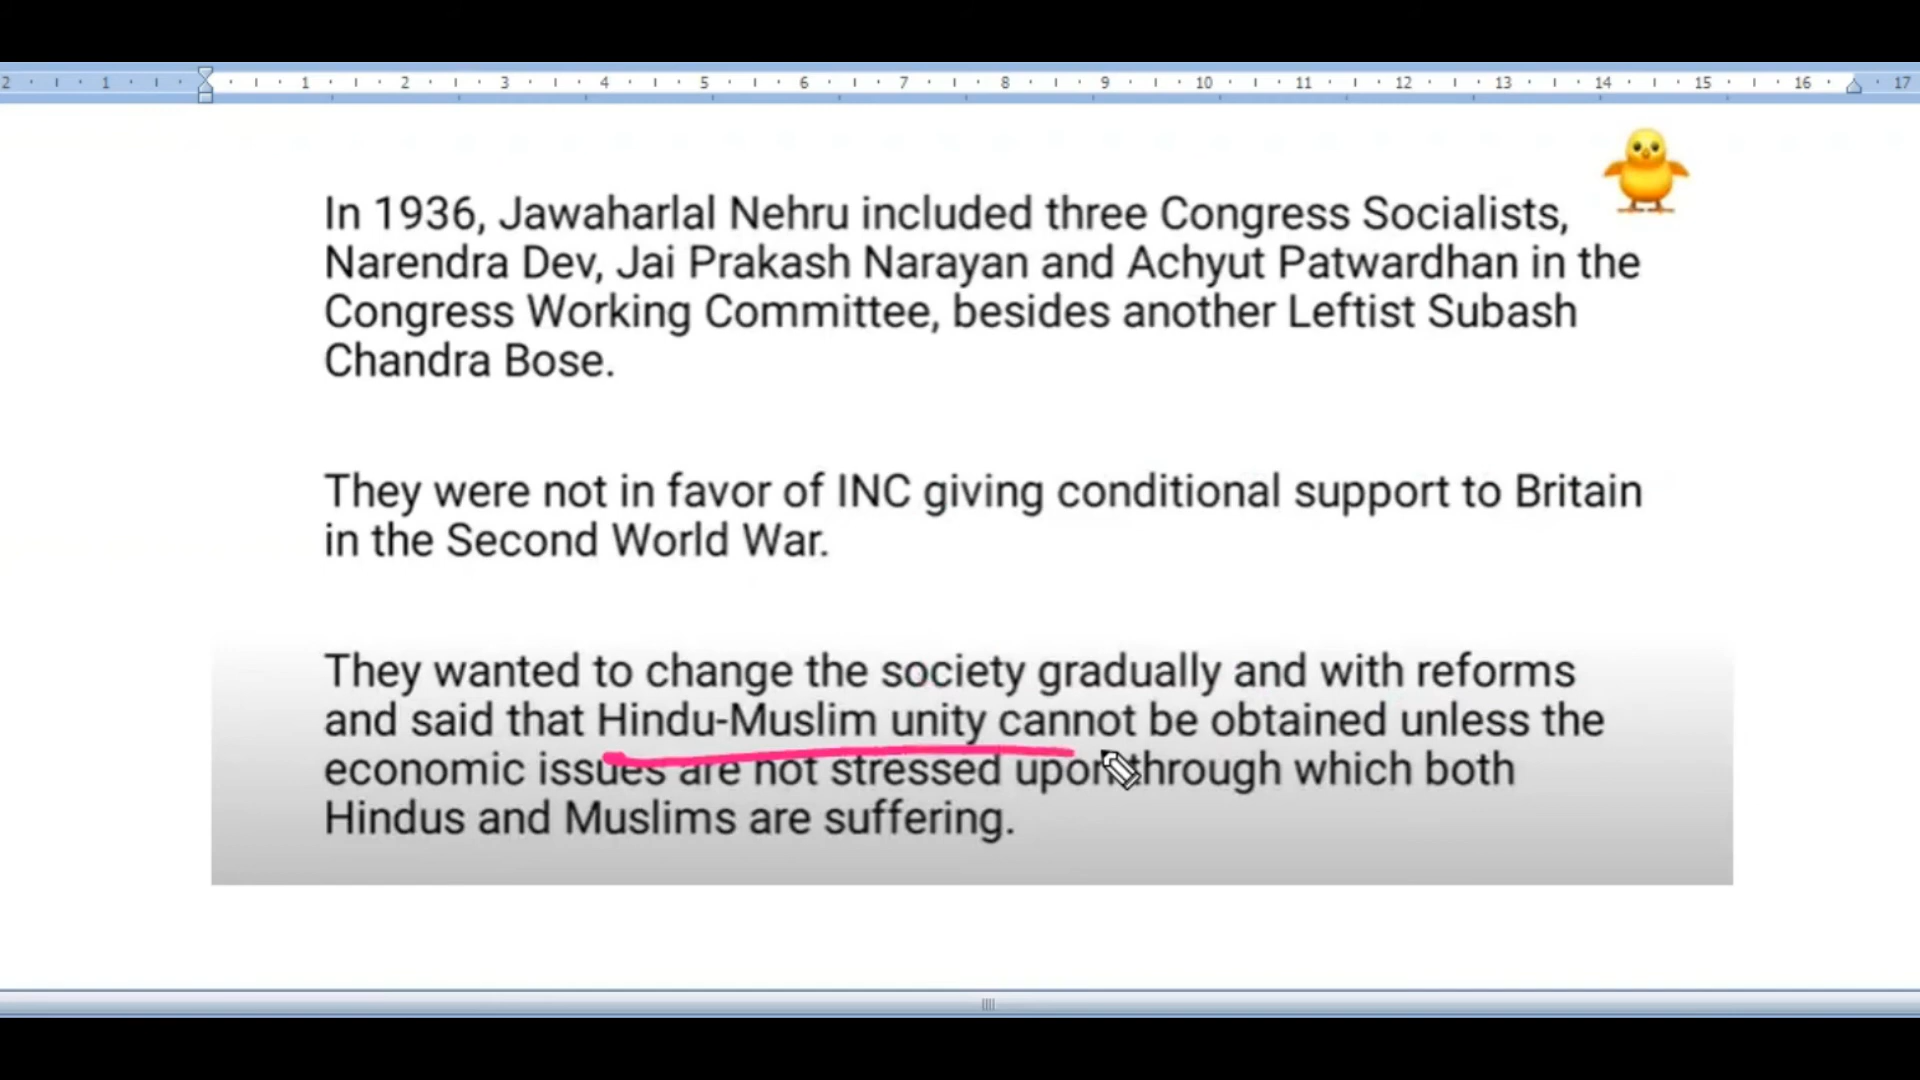 2 1 1 2 3 4 5 6 7 8 9 10 11 12 13 14 15 16 17
In 1936, Jawaharlal Nehru included three Congress Socialists,
Narendra Dev, Jai Prakash Narayan and Achyut Patwardhan in the
Congress Working Committee, besides another Leftist Subash
Chandra Bose.
They were not in favor of INC giving conditional support to Britain
in the Second World War.
They wanted to change the society gradually and with reforms
and said that Hindu-Muslim unity cannot be obtained unless the
economic issues are not stressed upon through which both
Hindus and Muslims are suffering.